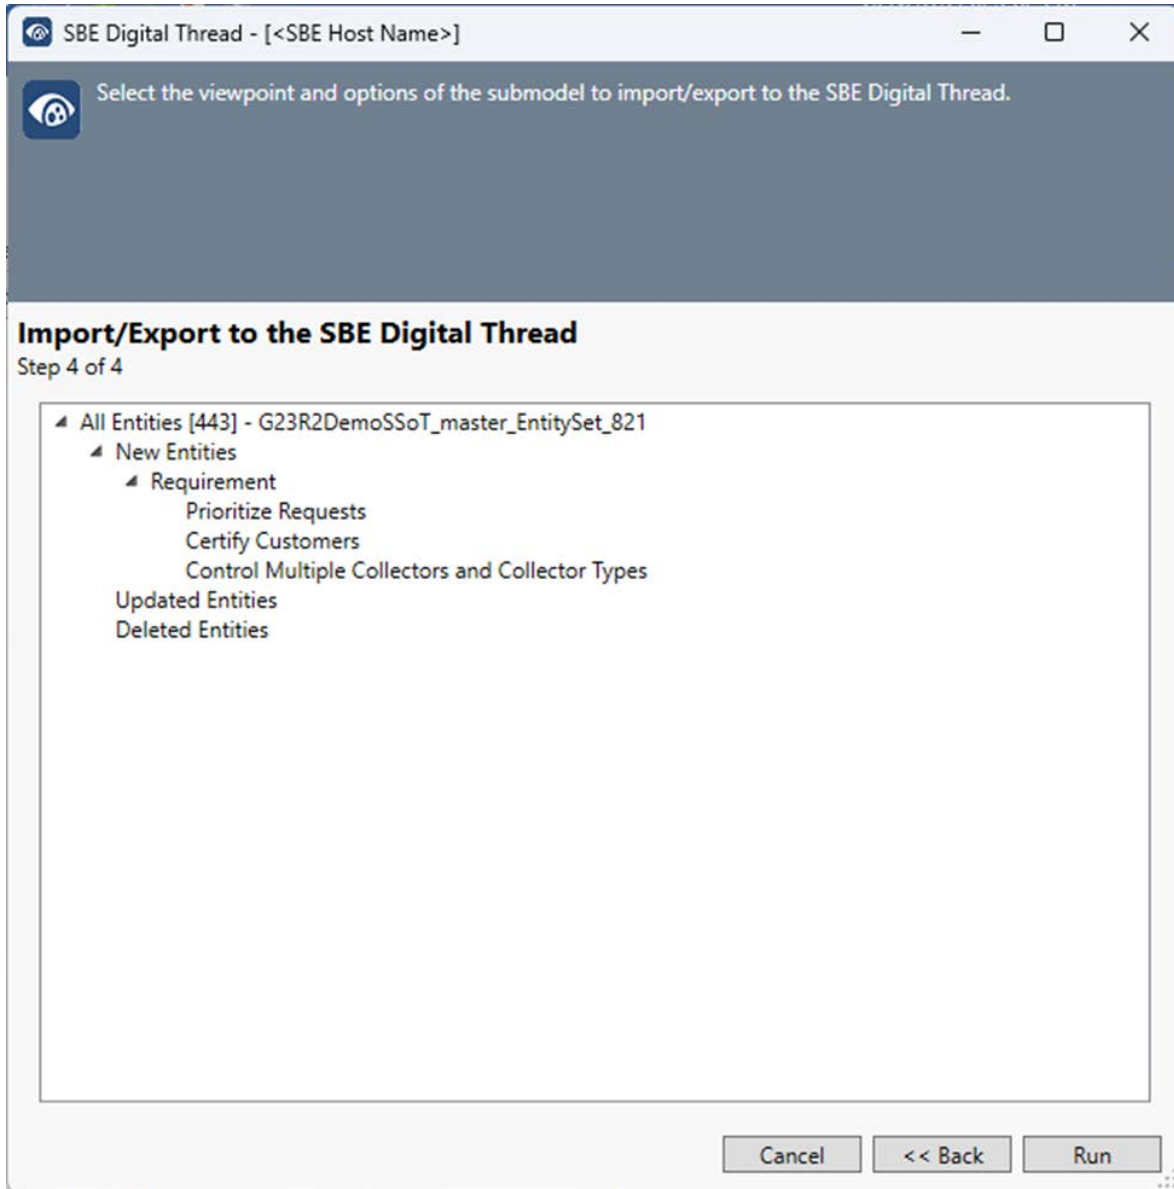 SBE Digital Thread - [<SBE Host Name>]
Select the viewpoint and options of the submodel to import/export to the SBE Digital Thread.
Import/Export to the SBE Digital Thread
Step 4 of 4
All Entities [443] - G23R2DemoSSoT_master_EntitySet_821
New Entities
Requirement
Prioritize Requests
Certify Customers
Control Multiple Collectors and Collector Types
Updated Entities
Deleted Entities
Cancel
<< Back
Run